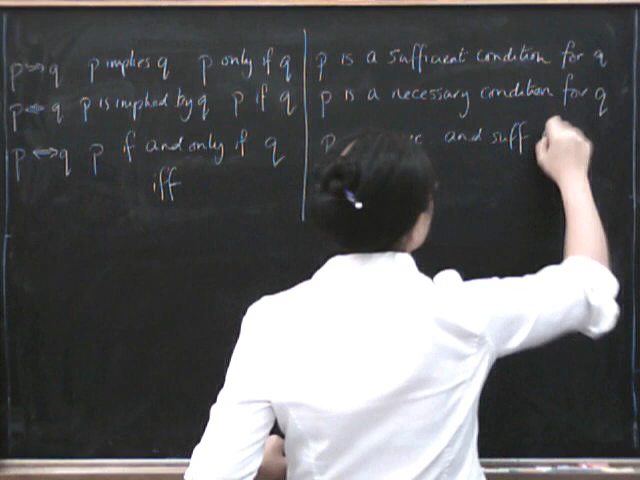 p → q p implies q p only if q p is a sufficient condition for q
p ← q p is implied by q p if q p is a necessary condition for q
p ↔ q p if and only if q p and suff
iff